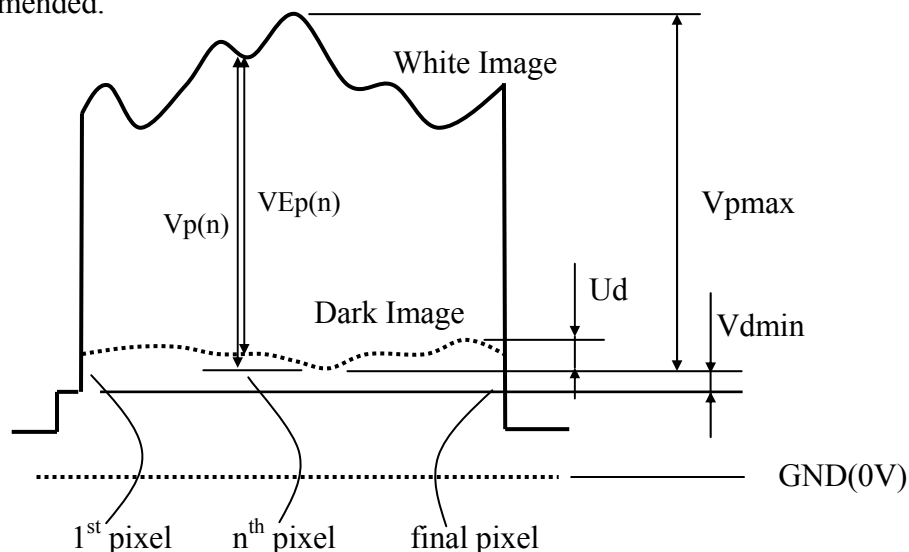 mended.
White Image
VEp(n)
Vp(n)
Vpmax
Ud
Dark Image
Vdmin
GND(0V)
1st pixel
nth pixel
final pixel